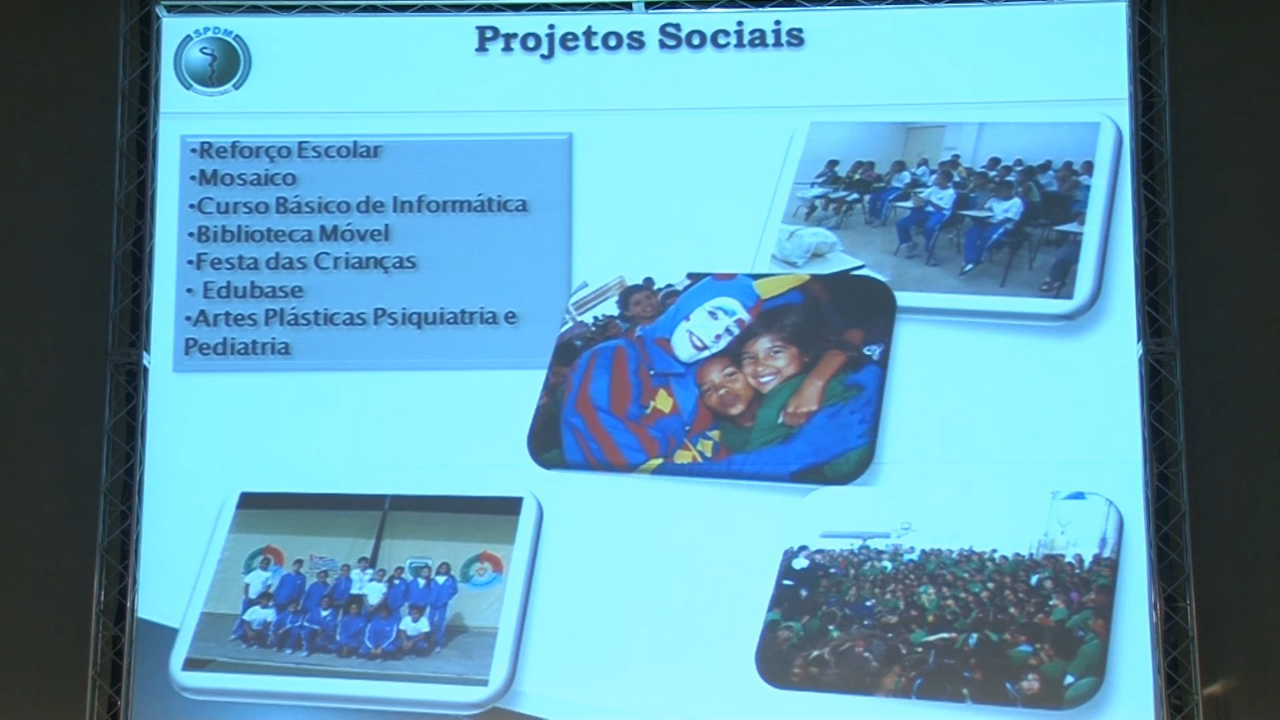 SPDM
Projetos Sociais
•Reforço Escolar
•Mosaico
•Curso Básico de Informática
•Biblioteca Móvel
•Festa das Crianças
• Edubase
•Artes Plásticas Psiquiatria e
Pediatria